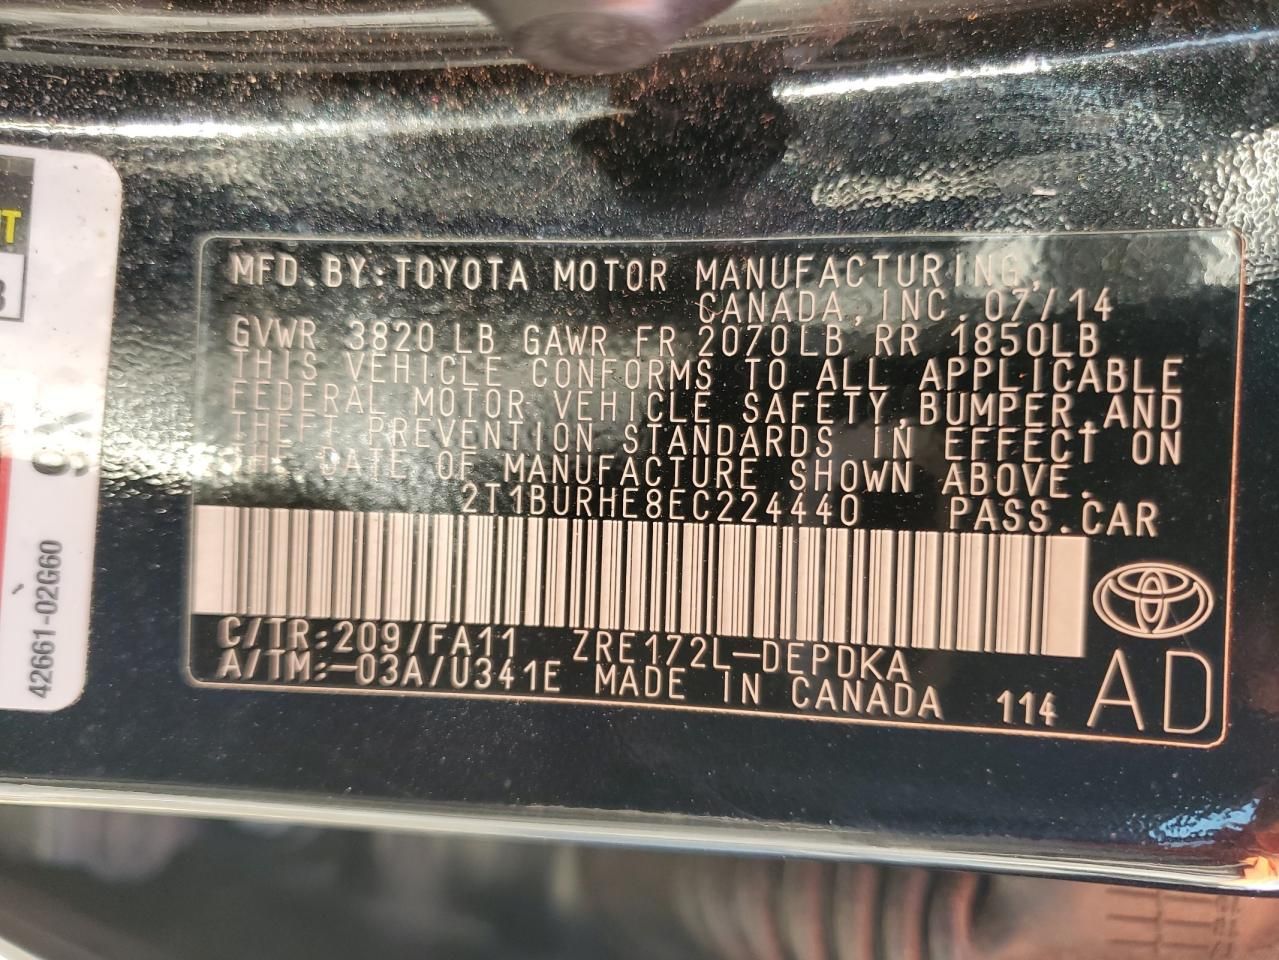 MFD.BY:TOYOTA MOTOR MANUFACTURING,
CANADA,INC.07/14
GVWR 3820 LB GAWR FR 2070LB RR 1850LB
THIS VEHICLE CONFORMS TO ALL APPLICABLE
FEDERAL MOTOR VEHICLE SAFETY,BUMPER,AND
THEFT PREVENTION STANDARDS IN EFFECT ON
THE DATE OF MANUFACTURE SHOWN ABOVE.
2T1BURHE8EC224440 PASS.CAR
C/TR:209/FA11 ZRE172L-DEPDKA
A/TM:-03A/U341E MADE IN CANADA 114 AD
42661-02G60